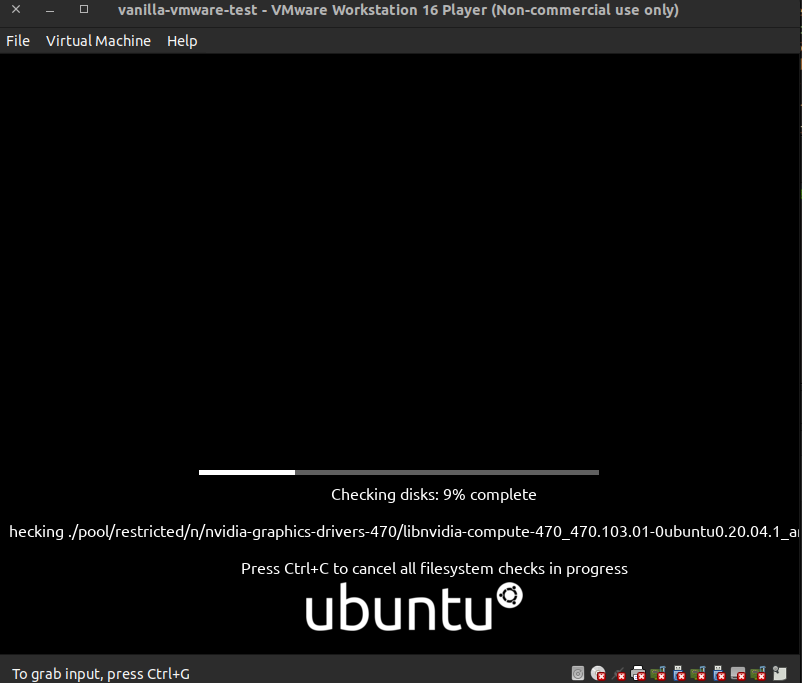 vanilla-vmware-test - VMware Workstation 16 Player (Non-commercial use only)
File Virtual Machine Help
Checking disks: 9% complete
hecking ./pool/restricted/n/nvidia-graphics-drivers-470/libnvidia-compute-470_470.103.01-0ubuntu0.20.04.1_a
Press Ctrl+C to cancel all filesystem checks in progress
ubuntu
To grab input, press Ctrl+G